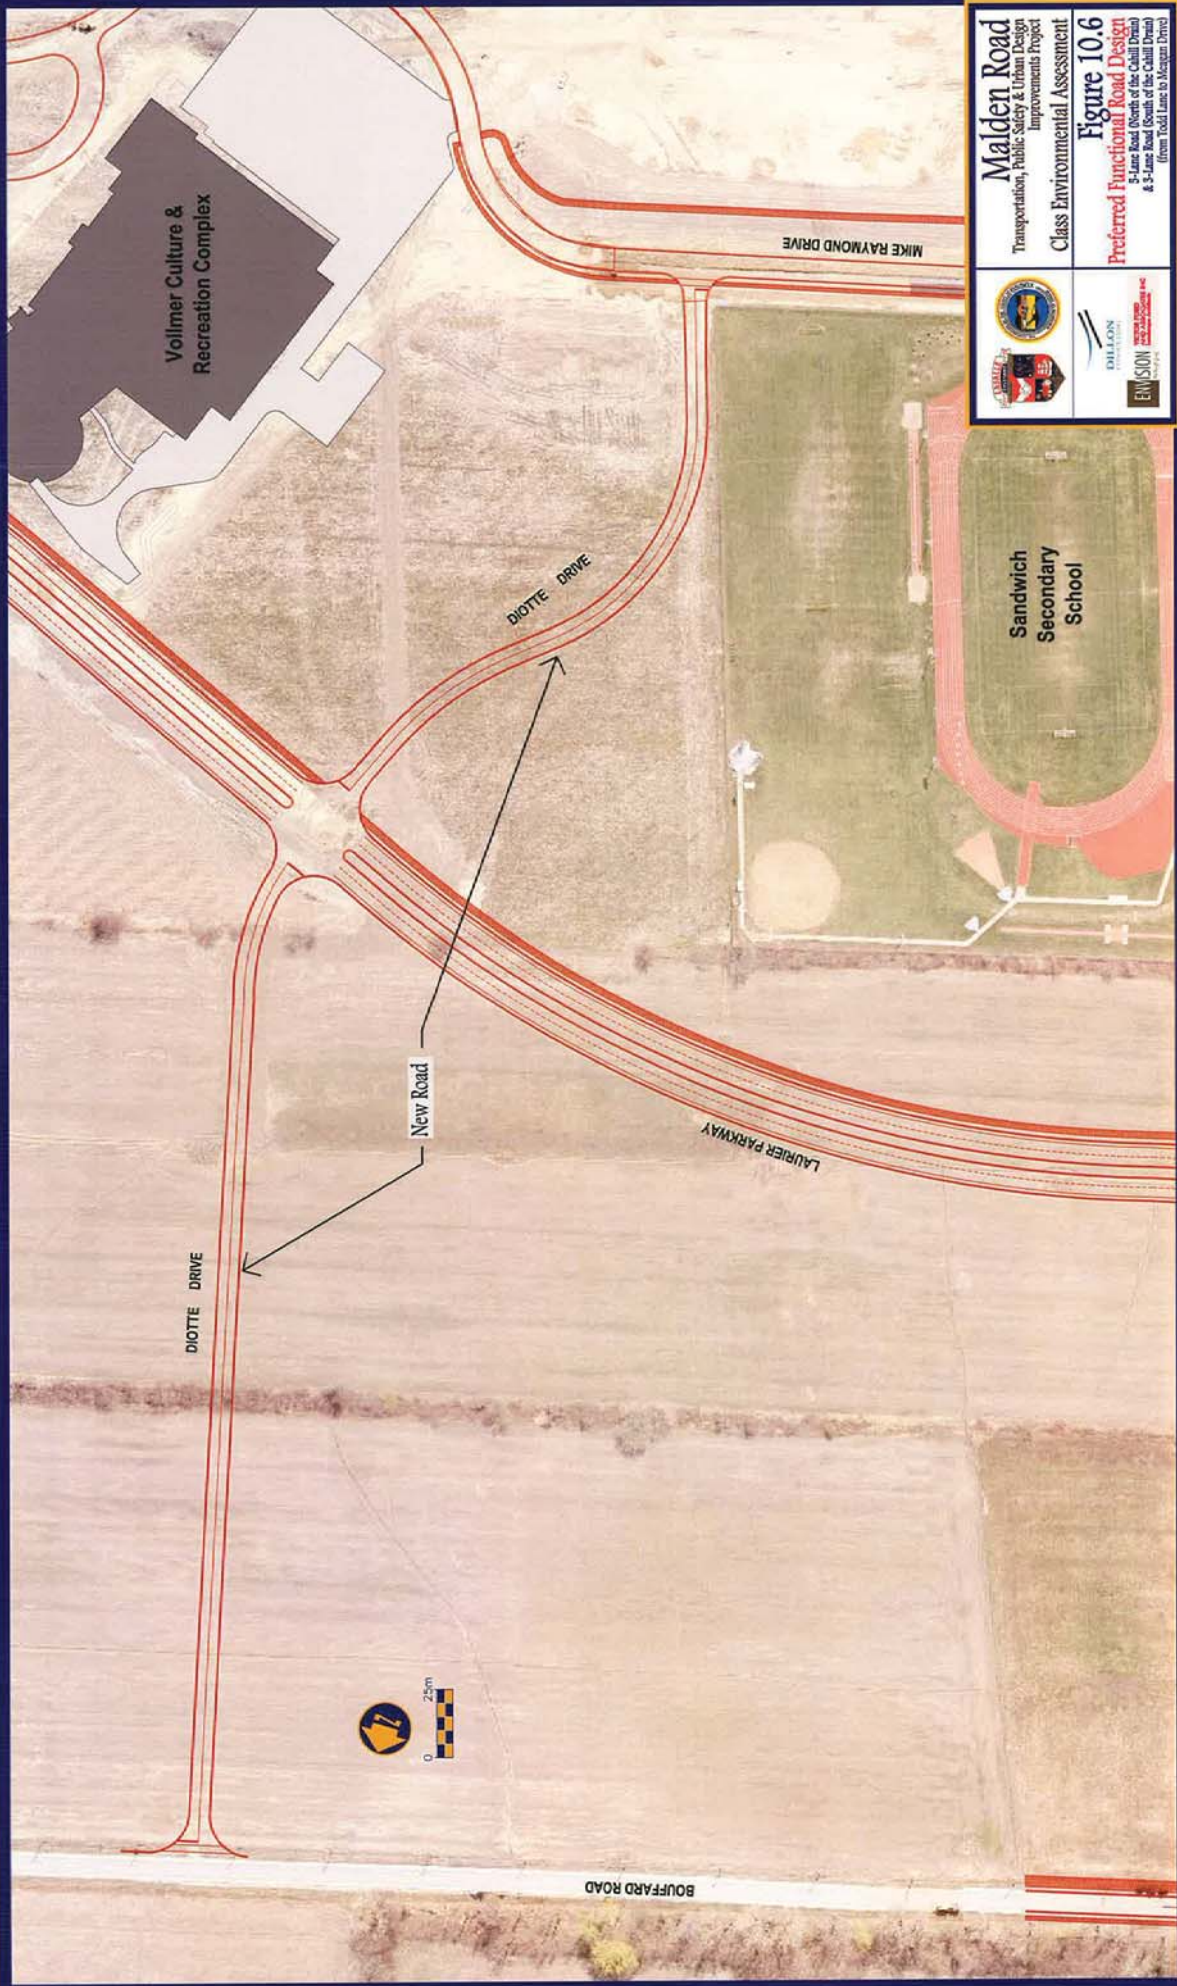 Malden Road
Transportation, Public Safety & Urban Design
Improvements Project
Class Environmental Assessment
Figure 10.6
Preferred Functional Road Design
5-Lane Road (North of the Cahill Drain)
& 3-Lane Road (South of the Cahill Drain)
(from Todd Lane to Meagan Drive)
DILLON
CONSULTING
ENVISION
Vollmer Culture &
Recreation Complex
MIKE RAYMOND DRIVE
DIOTTE DRIVE
Sandwich
Secondary
School
New Road
LAURIER PARKWAY
DIOTTE DRIVE
0 25m
BOUFFARD ROAD